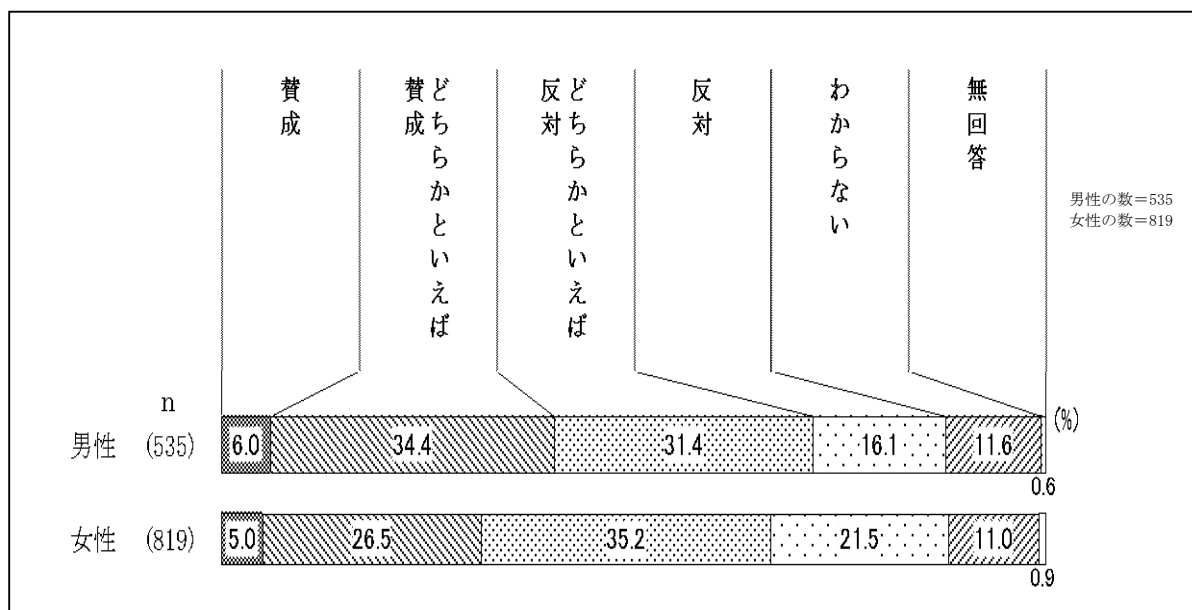 賛成
どちらかといえば
賛成
どちらかといえば
反対
反対
わからない
無回答
男性の数＝535
女性の数＝819
n
(%)
男性 (535) 6.0 34.4 31.4 16.1 11.6
0.6
女性 (819) 5.0 26.5 35.2 21.5 11.0
0.9